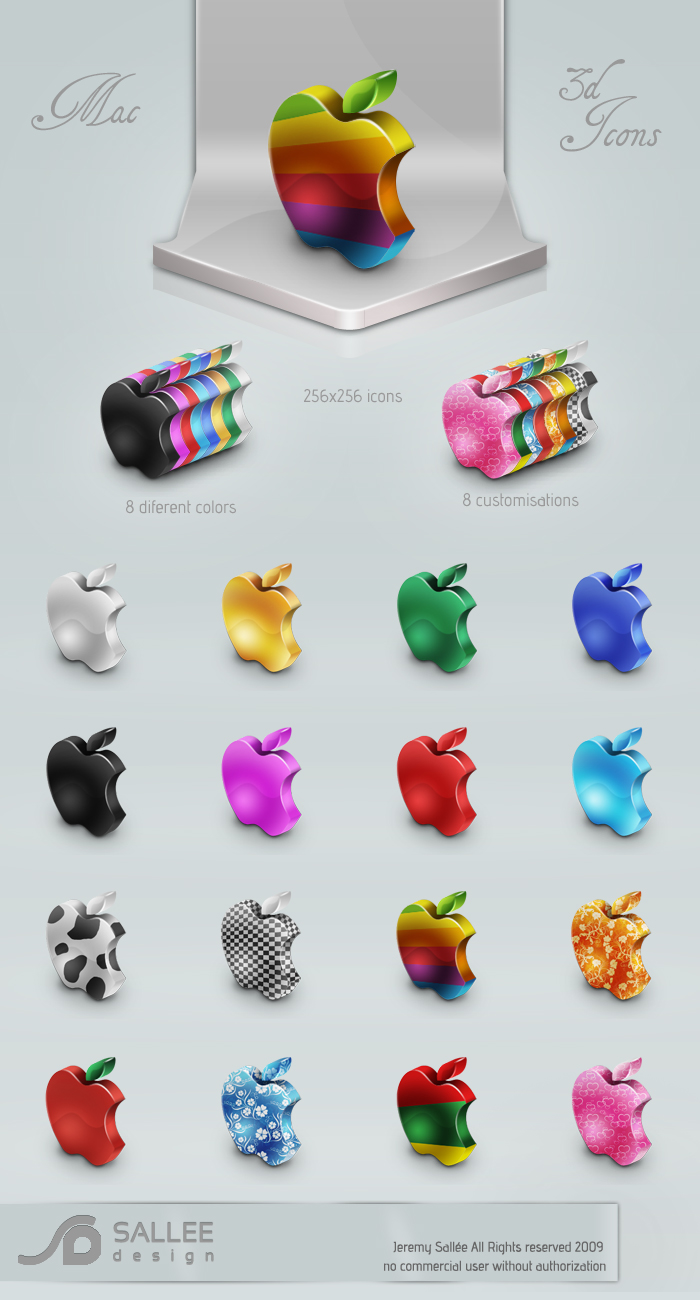 Mac
3d
Icons
256x256 icons
8 diferent colors
8 customisations
SALLEE
design
Jeremy Sallée All Rights reserved 2009
no commercial user without authorization